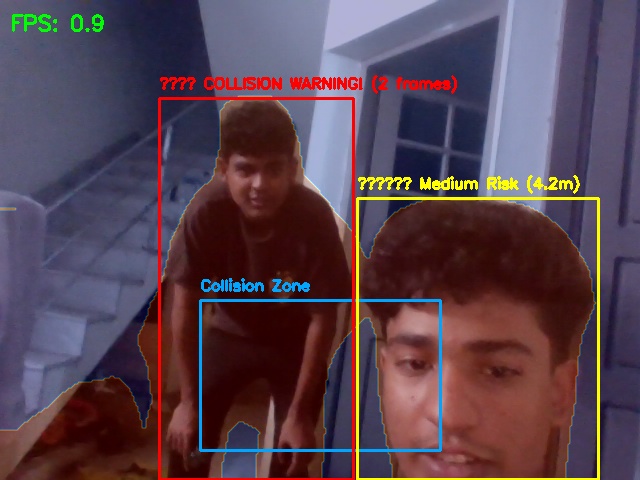 FPS: 0.9
???? COLLISION WARNING! (2 frames)
?????? Medium Risk (4.2m)
Collision Zone